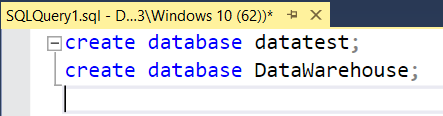 SQLQuery1.sql - D...3\Windows 10 (62))*
create database datatest;
create database DataWarehouse;